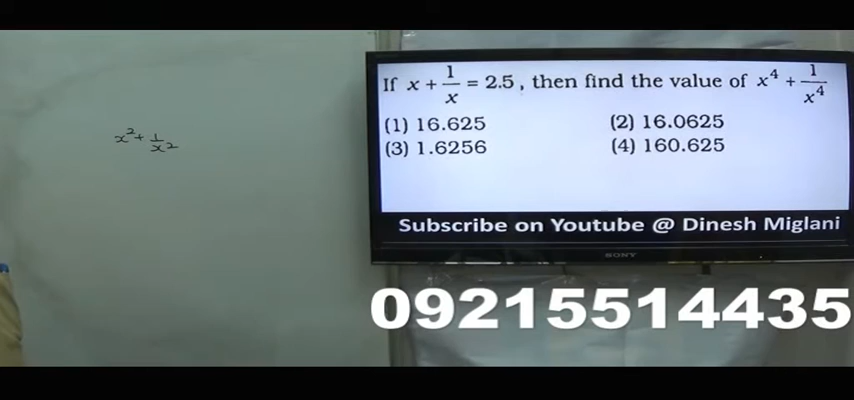 x² + 1/x²
If x + 1/x = 2.5 , then find the value of x⁴ + 1/x⁴
(1) 16.625 (2) 16.0625
(3) 1.6256 (4) 160.625
Subscribe on Youtube @ Dinesh Miglani
SONY
09215514435